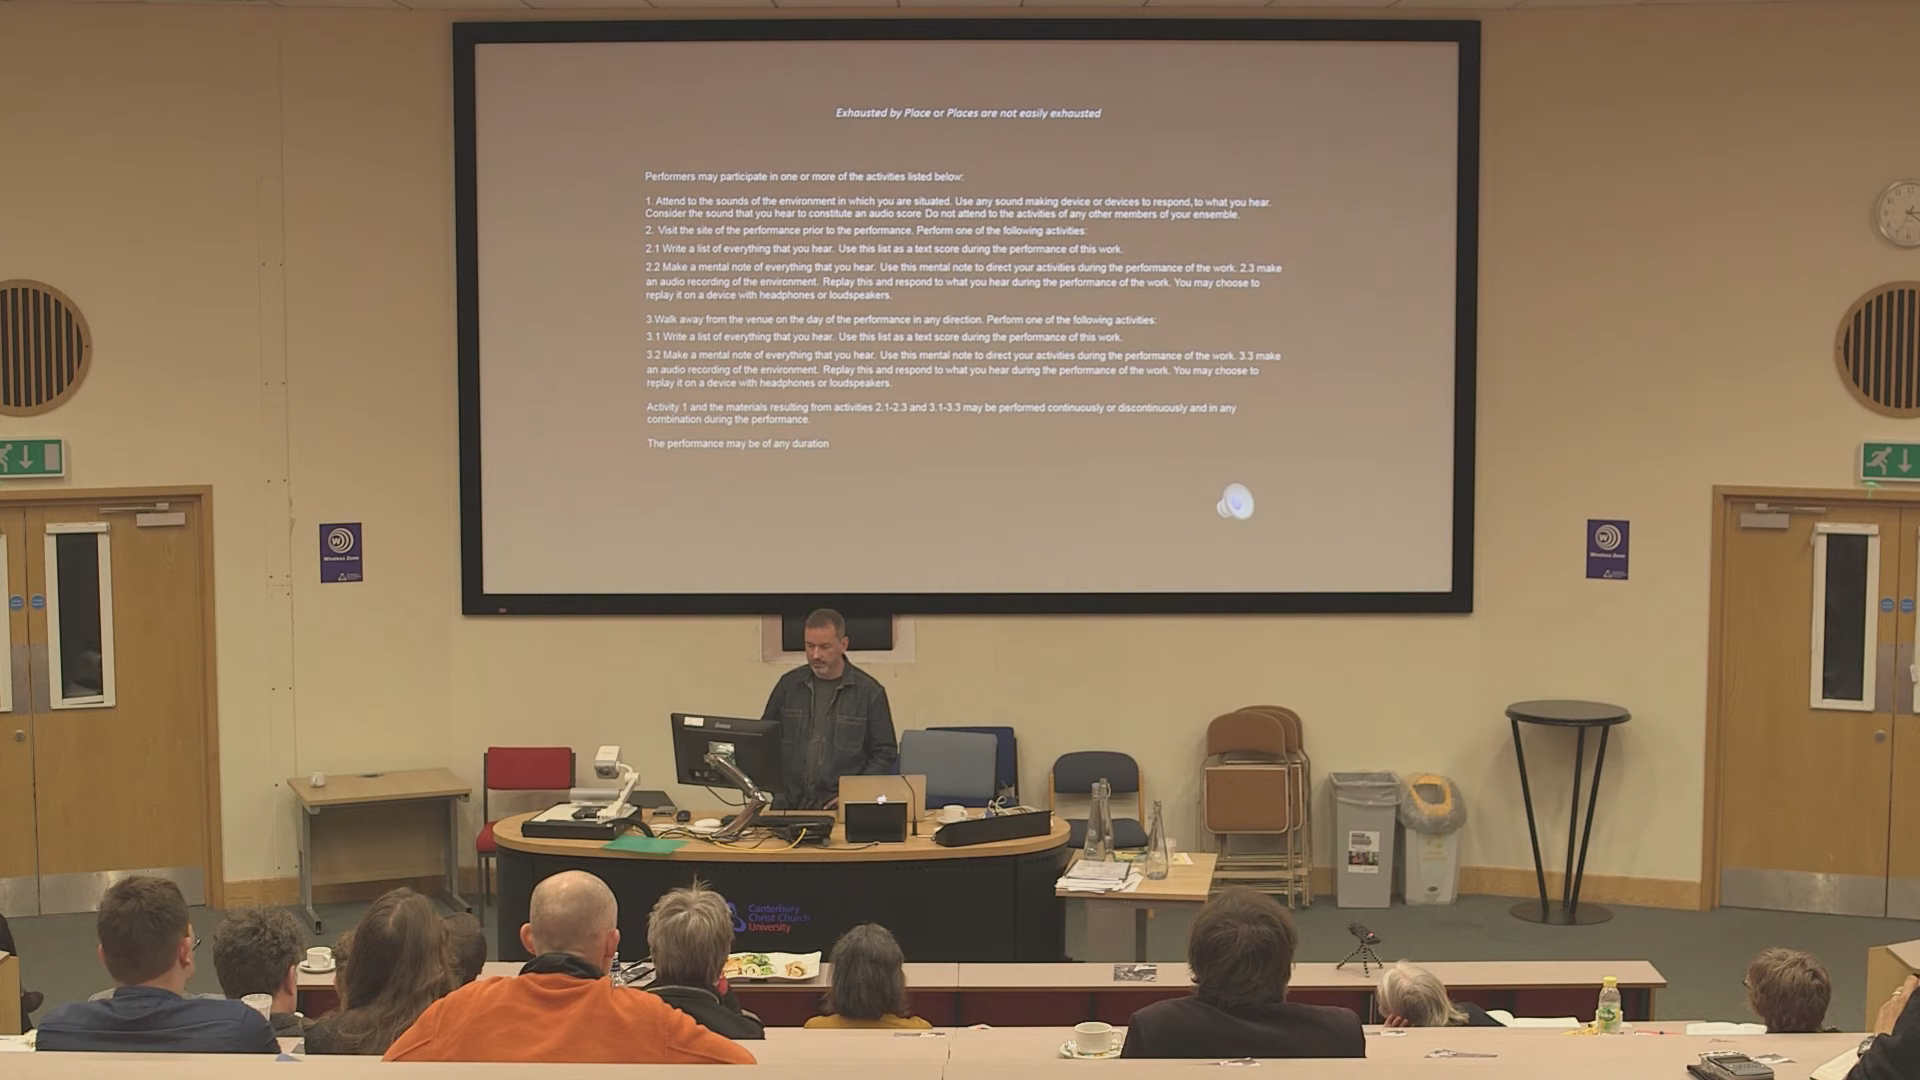 Exhausted by Place or Places are not easily exhausted
Performers may participate in one or more of the activities listed below:
1. Attend to the sounds of the environment in which you are situated. Use any sound making device or devices to respond, to what you hear.
Consider the sound that you hear to constitute an audio score Do not attend to the activities of any other members of your ensemble.
2. Visit the site of the performance prior to the performance. Perform one of the following activities:
2.1 Write a list of everything that you hear. Use this list as a text score during the performance of this work.
2.2 Make a mental note of everything that you hear. Use this mental note to direct your activities during the performance of the work. 2.3 make
an audio recording of the environment. Replay this and respond to what you hear during the performance of the work. You may choose to
replay it on a device with headphones or loudspeakers.
3.Walk away from the venue on the day of the performance in any direction. Perform one of the following activities:
3.1 Write a list of everything that you hear. Use this list as a text score during the performance of this work.
3.2 Make a mental note of everything that you hear. Use this mental note to direct your activities during the performance of the work. 3.3 make
an audio recording of the environment. Replay this and respond to what you hear during the performance of the work. You may choose to
replay it on a device with headphones or loudspeakers.
Activity 1 and the materials resulting from activities 2.1-2.3 and 3.1-3.3 may be performed continuously or discontinuously and in any
combination during the performance.
The performance may be of any duration
W
Wireless Zone
W
Wireless Zone
Canterbury
Christ Church
University